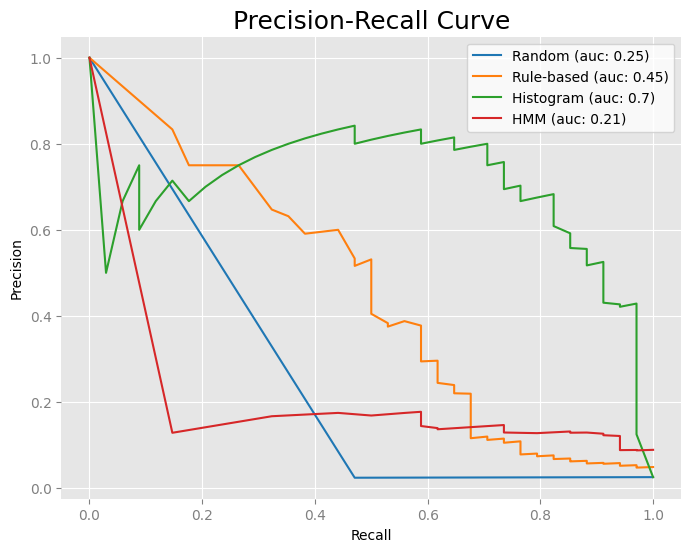 Precision-Recall Curve
Random (auc: 0.25)
Rule-based (auc: 0.45)
Histogram (auc: 0.7)
HMM (auc: 0.21)
1.0
0.8
0.6
0.4
0.2
0.0
Precision
0.0 0.2 0.4 0.6 0.8 1.0
Recall